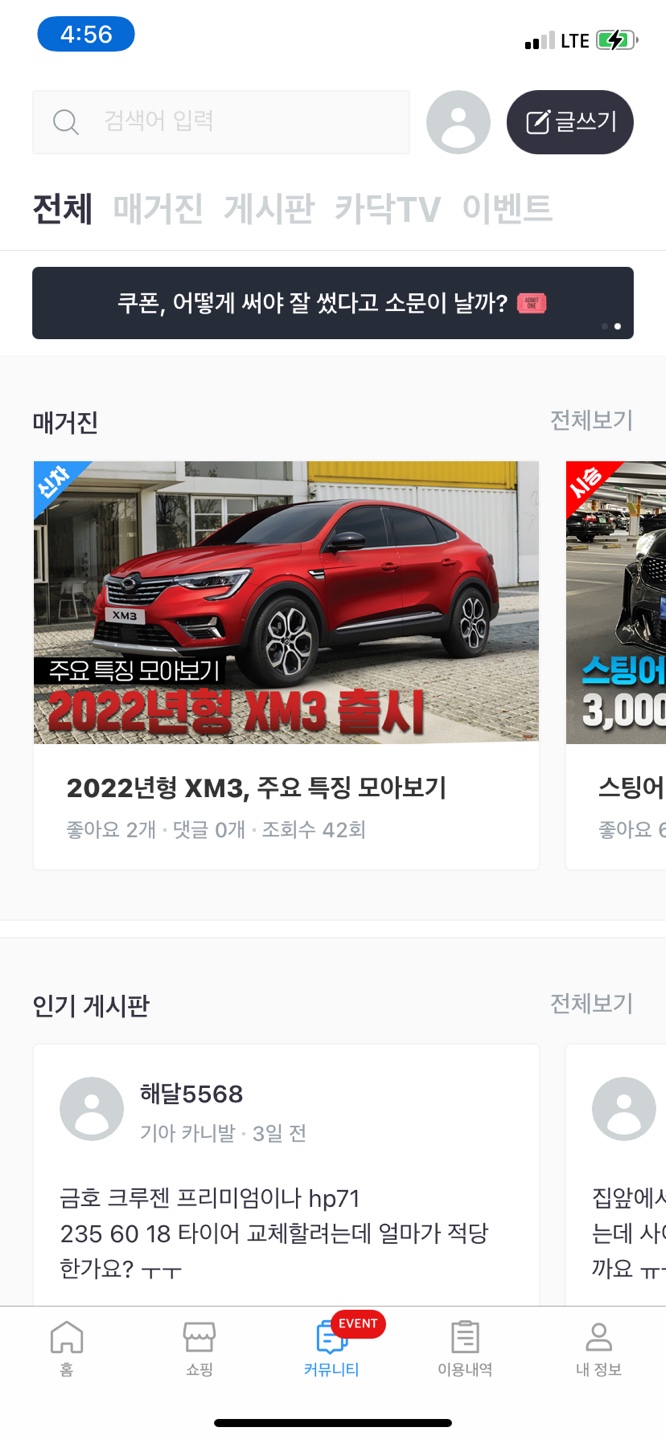 4:56
LTE
검색어 입력
글쓰기
전체 매거진 게시판 카닥TV 이벤트
쿠폰, 어떻게 써야 잘 썼다고 소문이 날까?
ADMIT ONE
매거진
전체보기
신차
XM3
주요 특징 모아보기
2022년형 XM3 출시
2022년형 XM3, 주요 특징 모아보기
좋아요 2개 · 댓글 0개 · 조회수 42회
시승
스팅어
3,000
스팅어
좋아요 6
인기 게시판
전체보기
해달5568
기아 카니발 · 3일 전
금호 크루젠 프리미엄이나 hp71
235 60 18 타이어 교체할려는데 얼마가 적당
한가요? ㅜㅜ
집앞에서
는데 사
까요 ㅠ
EVENT
홈
쇼핑
커뮤니티
이용내역
내 정보